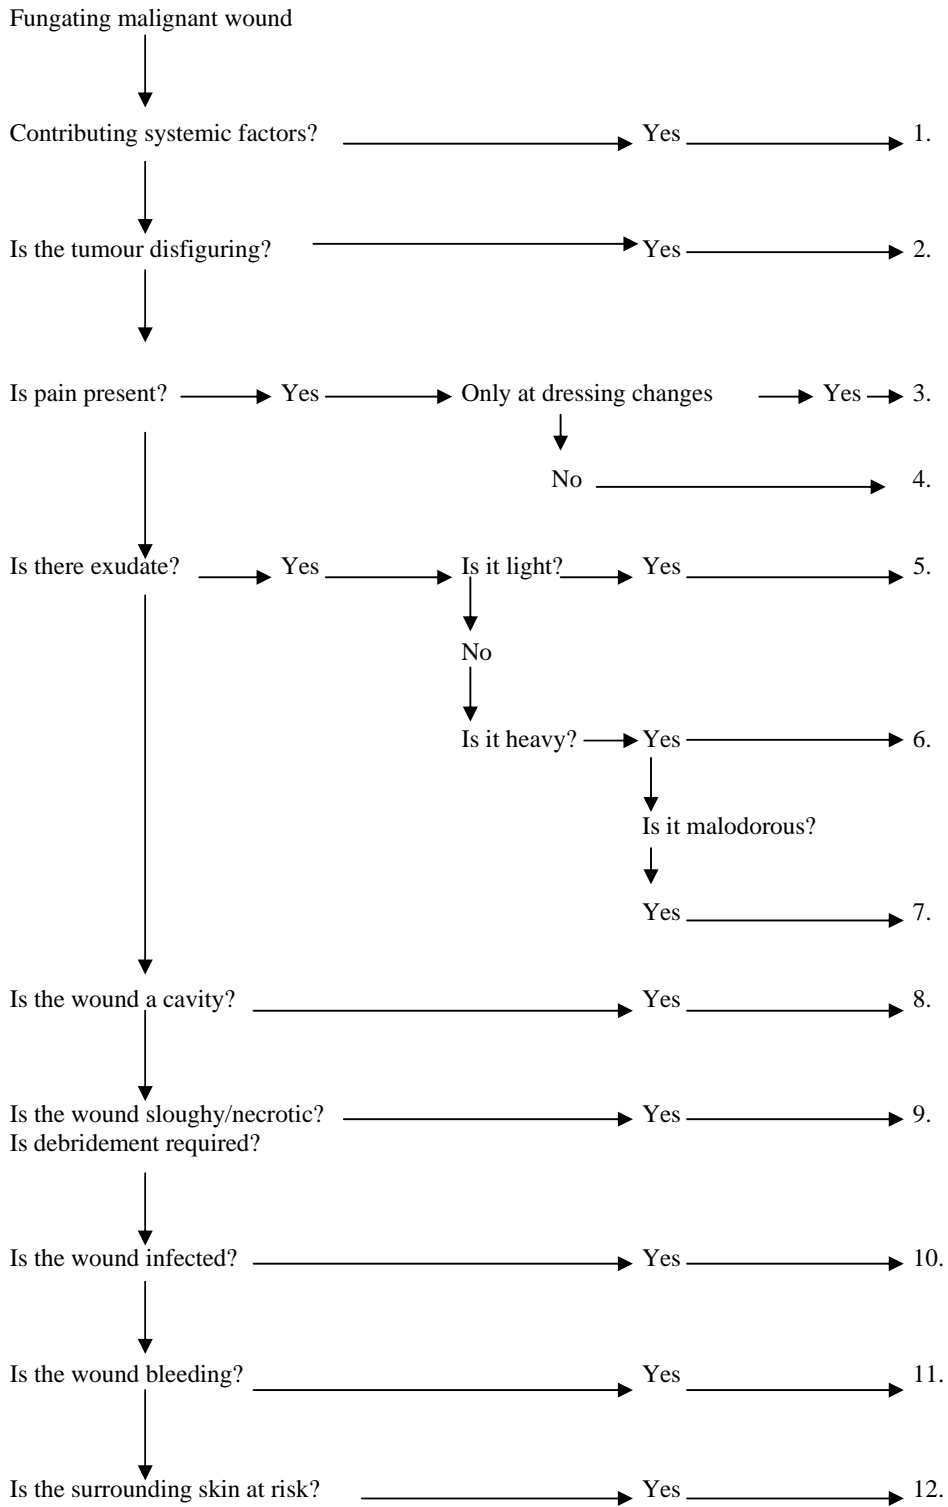 Fungating malignant wound
Contributing systemic factors? Yes 1.
Is the tumour disfiguring? Yes 2.
Is pain present? Yes Only at dressing changes Yes 3.
No 4.
Is there exudate? Yes Is it light? Yes 5.
No
Is it heavy? Yes 6.
Is it malodorous?
Yes 7.
Is the wound a cavity? Yes 8.
Is the wound sloughy/necrotic? Yes 9.
Is debridement required?
Is the wound infected? Yes 10.
Is the wound bleeding? Yes 11.
Is the surrounding skin at risk? Yes 12.